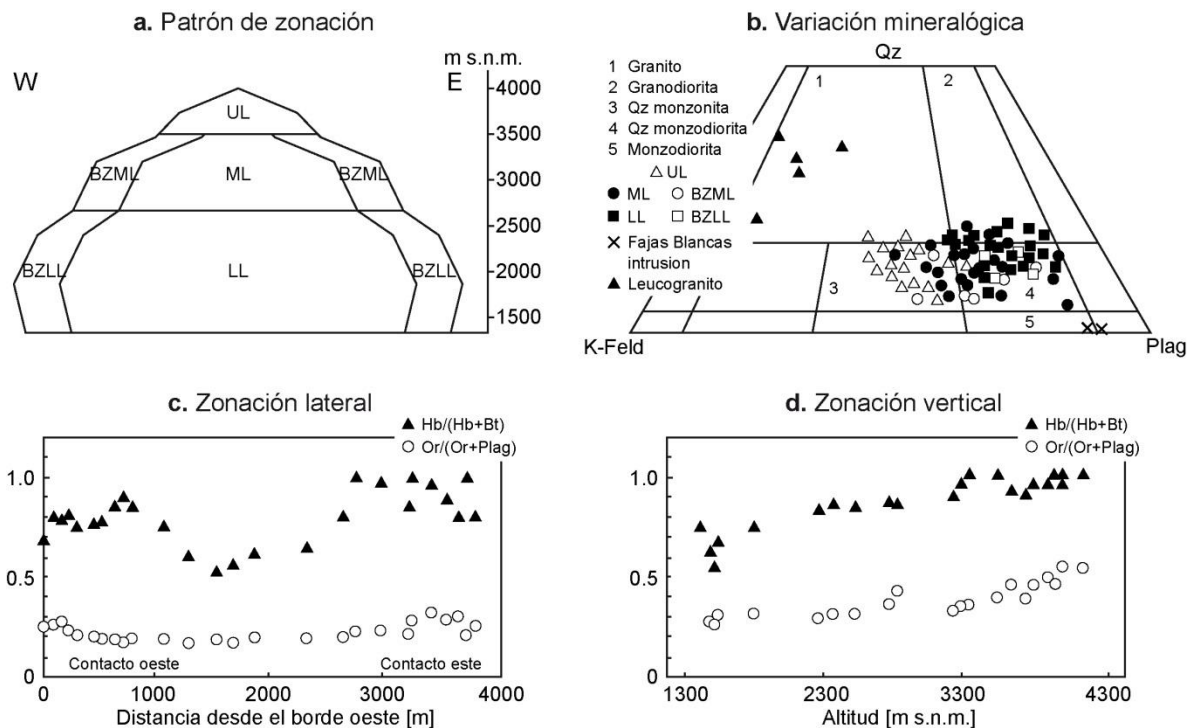 a. Patrón de zonación
m s.n.m.
W
E
4000
3500
3000
2500
2000
1500
UL
BZML
ML
BZML
BZLL
LL
BZLL
b. Variación mineralógica
Qz
1 Granito
2 Granodiorita
3 Qz monzonita
4 Qz monzodiorita
5 Monzodiorita
UL
ML
BZML
LL
BZLL
Fajas Blancas
intrusion
Leucogranito
1
2
3
4
5
K-Feld
Plag
c. Zonación lateral
Hb/(Hb+Bt)
Or/(Or+Plag)
1.0
0.5
0
Contacto oeste
Contacto este
0
1000
2000
3000
4000
Distancia desde el borde oeste [m]
d. Zonación vertical
Hb/(Hb+Bt)
Or/(Or+Plag)
1.0
0.5
0
1300
2300
3300
4300
Altitud [m s.n.m.]